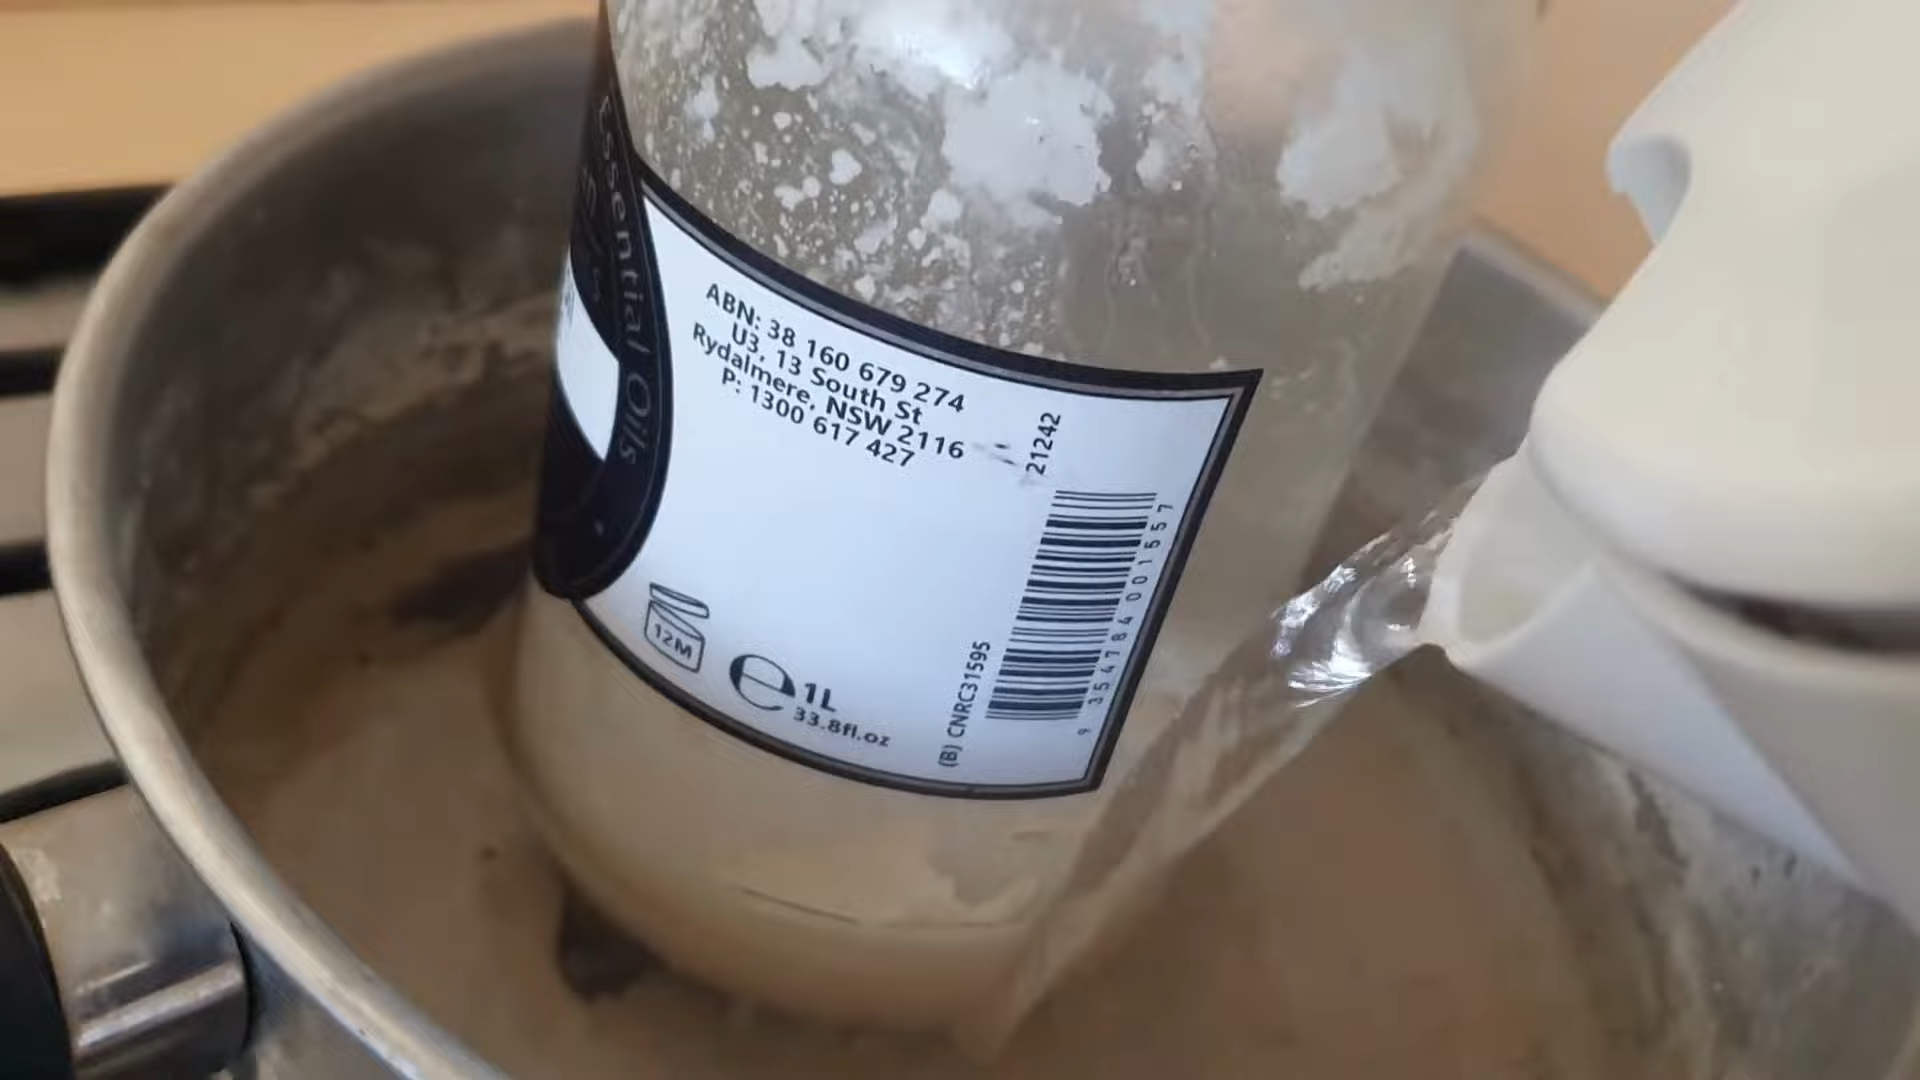 Essential Oils
ABN: 38 160 679 274
U3, 13 South St
Rydalmere, NSW 2116
P: 1300 617 427
21242
9 354784 001557
(B) CNRC31595
12M
e 1L
33.8fl.oz